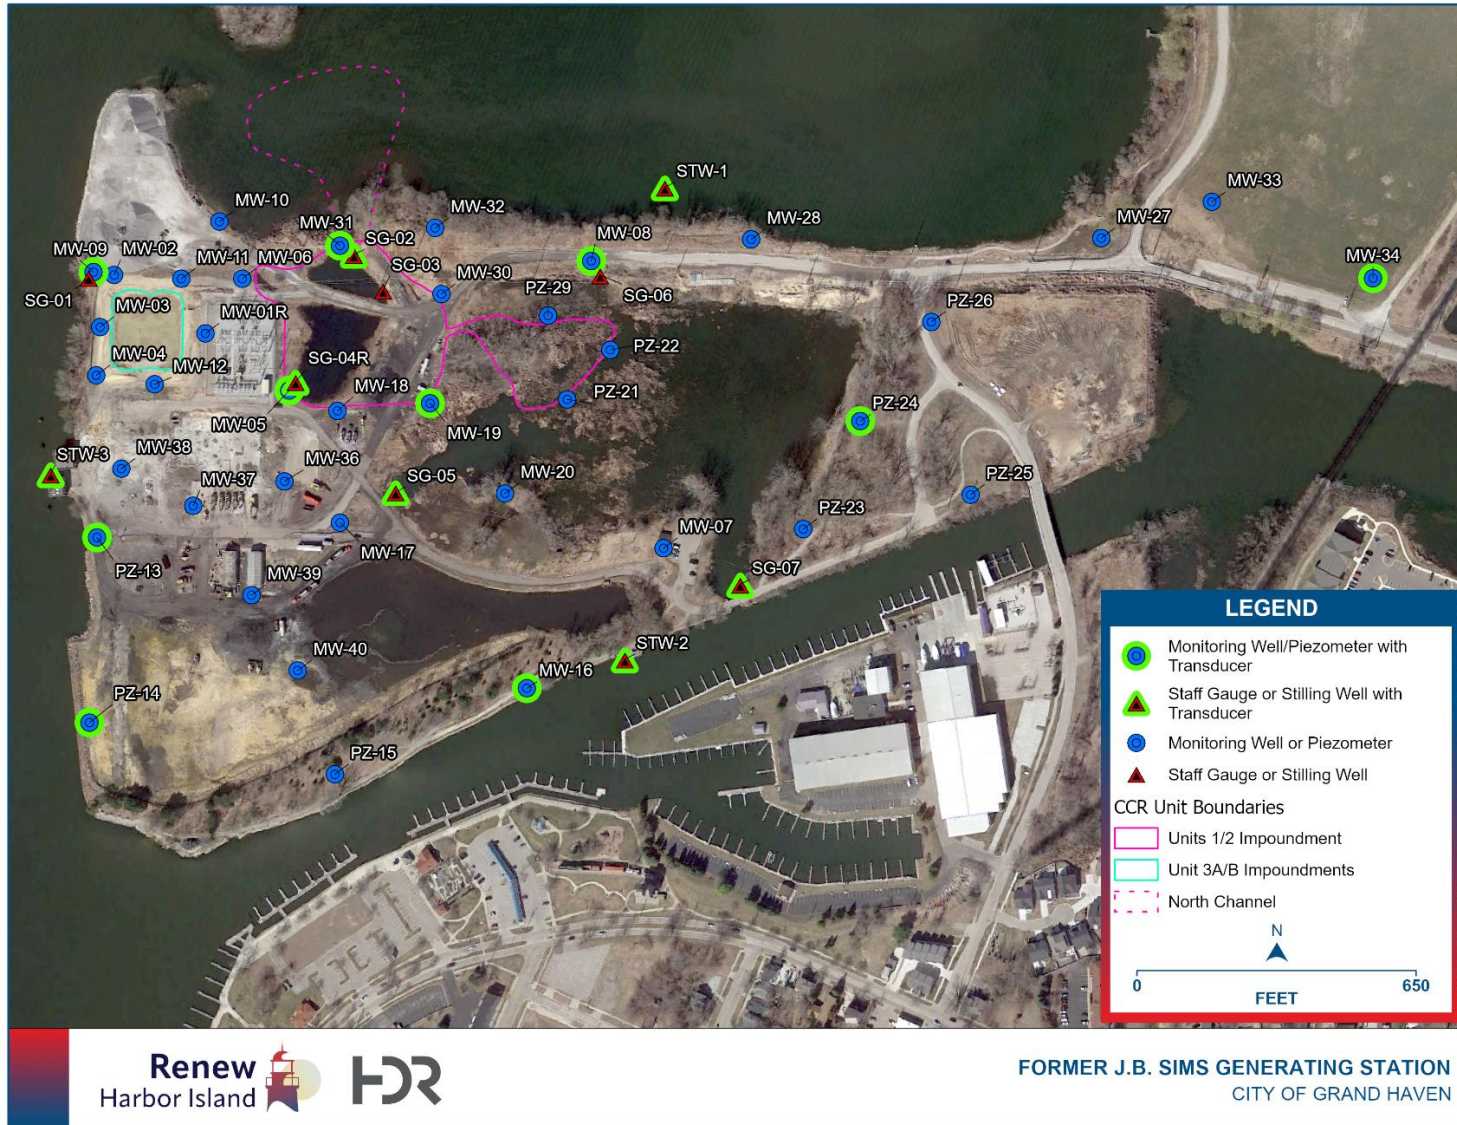 STW-1
MW-33
MW-10
MW-32
MW-31
MW-28
MW-27
SG-02
MW-08
MW-09
MW-02
MW-11
MW-06
SG-03
MW-34
MW-30
SG-01
SG-06
MW-03
PZ-29
PZ-26
MW-01R
MW-04
PZ-22
SG-04R
MW-12
MW-18
PZ-21
PZ-24
MW-05
MW-19
STW-3
MW-38
MW-36
SG-05
MW-20
PZ-25
MW-37
PZ-23
MW-07
MW-17
PZ-13
SG-07
MW-39
STW-2
MW-40
MW-16
PZ-14
PZ-15
LEGEND
Monitoring Well/Piezometer with
Transducer
Staff Gauge or Stilling Well with
Transducer
Monitoring Well or Piezometer
Staff Gauge or Stilling Well
CCR Unit Boundaries
Units 1/2 Impoundment
Unit 3A/B Impoundments
North Channel
N
0
650
FEET
Renew
Harbor Island
HDR
FORMER J.B. SIMS GENERATING STATION
CITY OF GRAND HAVEN